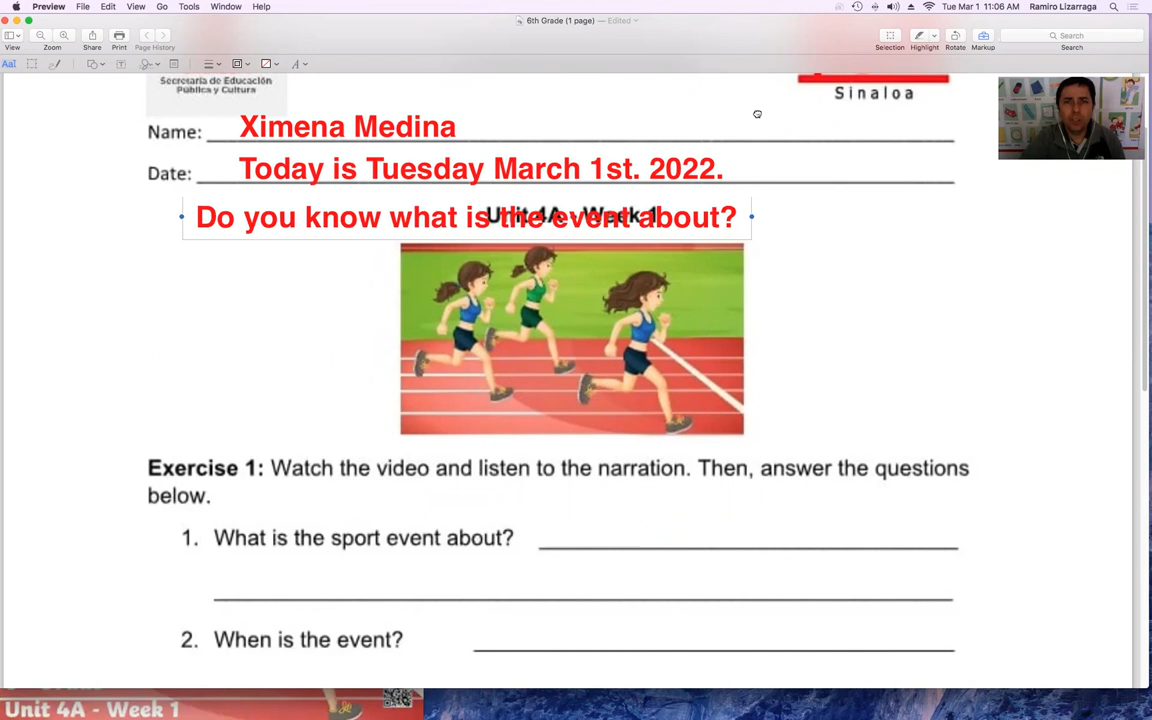 Preview File Edit View Go Tools Window Help
Tue Mar 1 11:06 AM Ramiro Lizarraga
6th Grade (1 page) — Edited
View Zoom Share Print Page History Selection Highlight Rotate Markup Search
Search
Secretaría de Educación
Pública y Cultura
Sinaloa
Name: Ximena Medina
Date: Today is Tuesday March 1st. 2022.
Unit 4A - Week 1
Do you know what is the event about?
Exercise 1: Watch the video and listen to the narration. Then, answer the questions
below.
1. What is the sport event about?
2. When is the event?
Unit 4A - Week 1